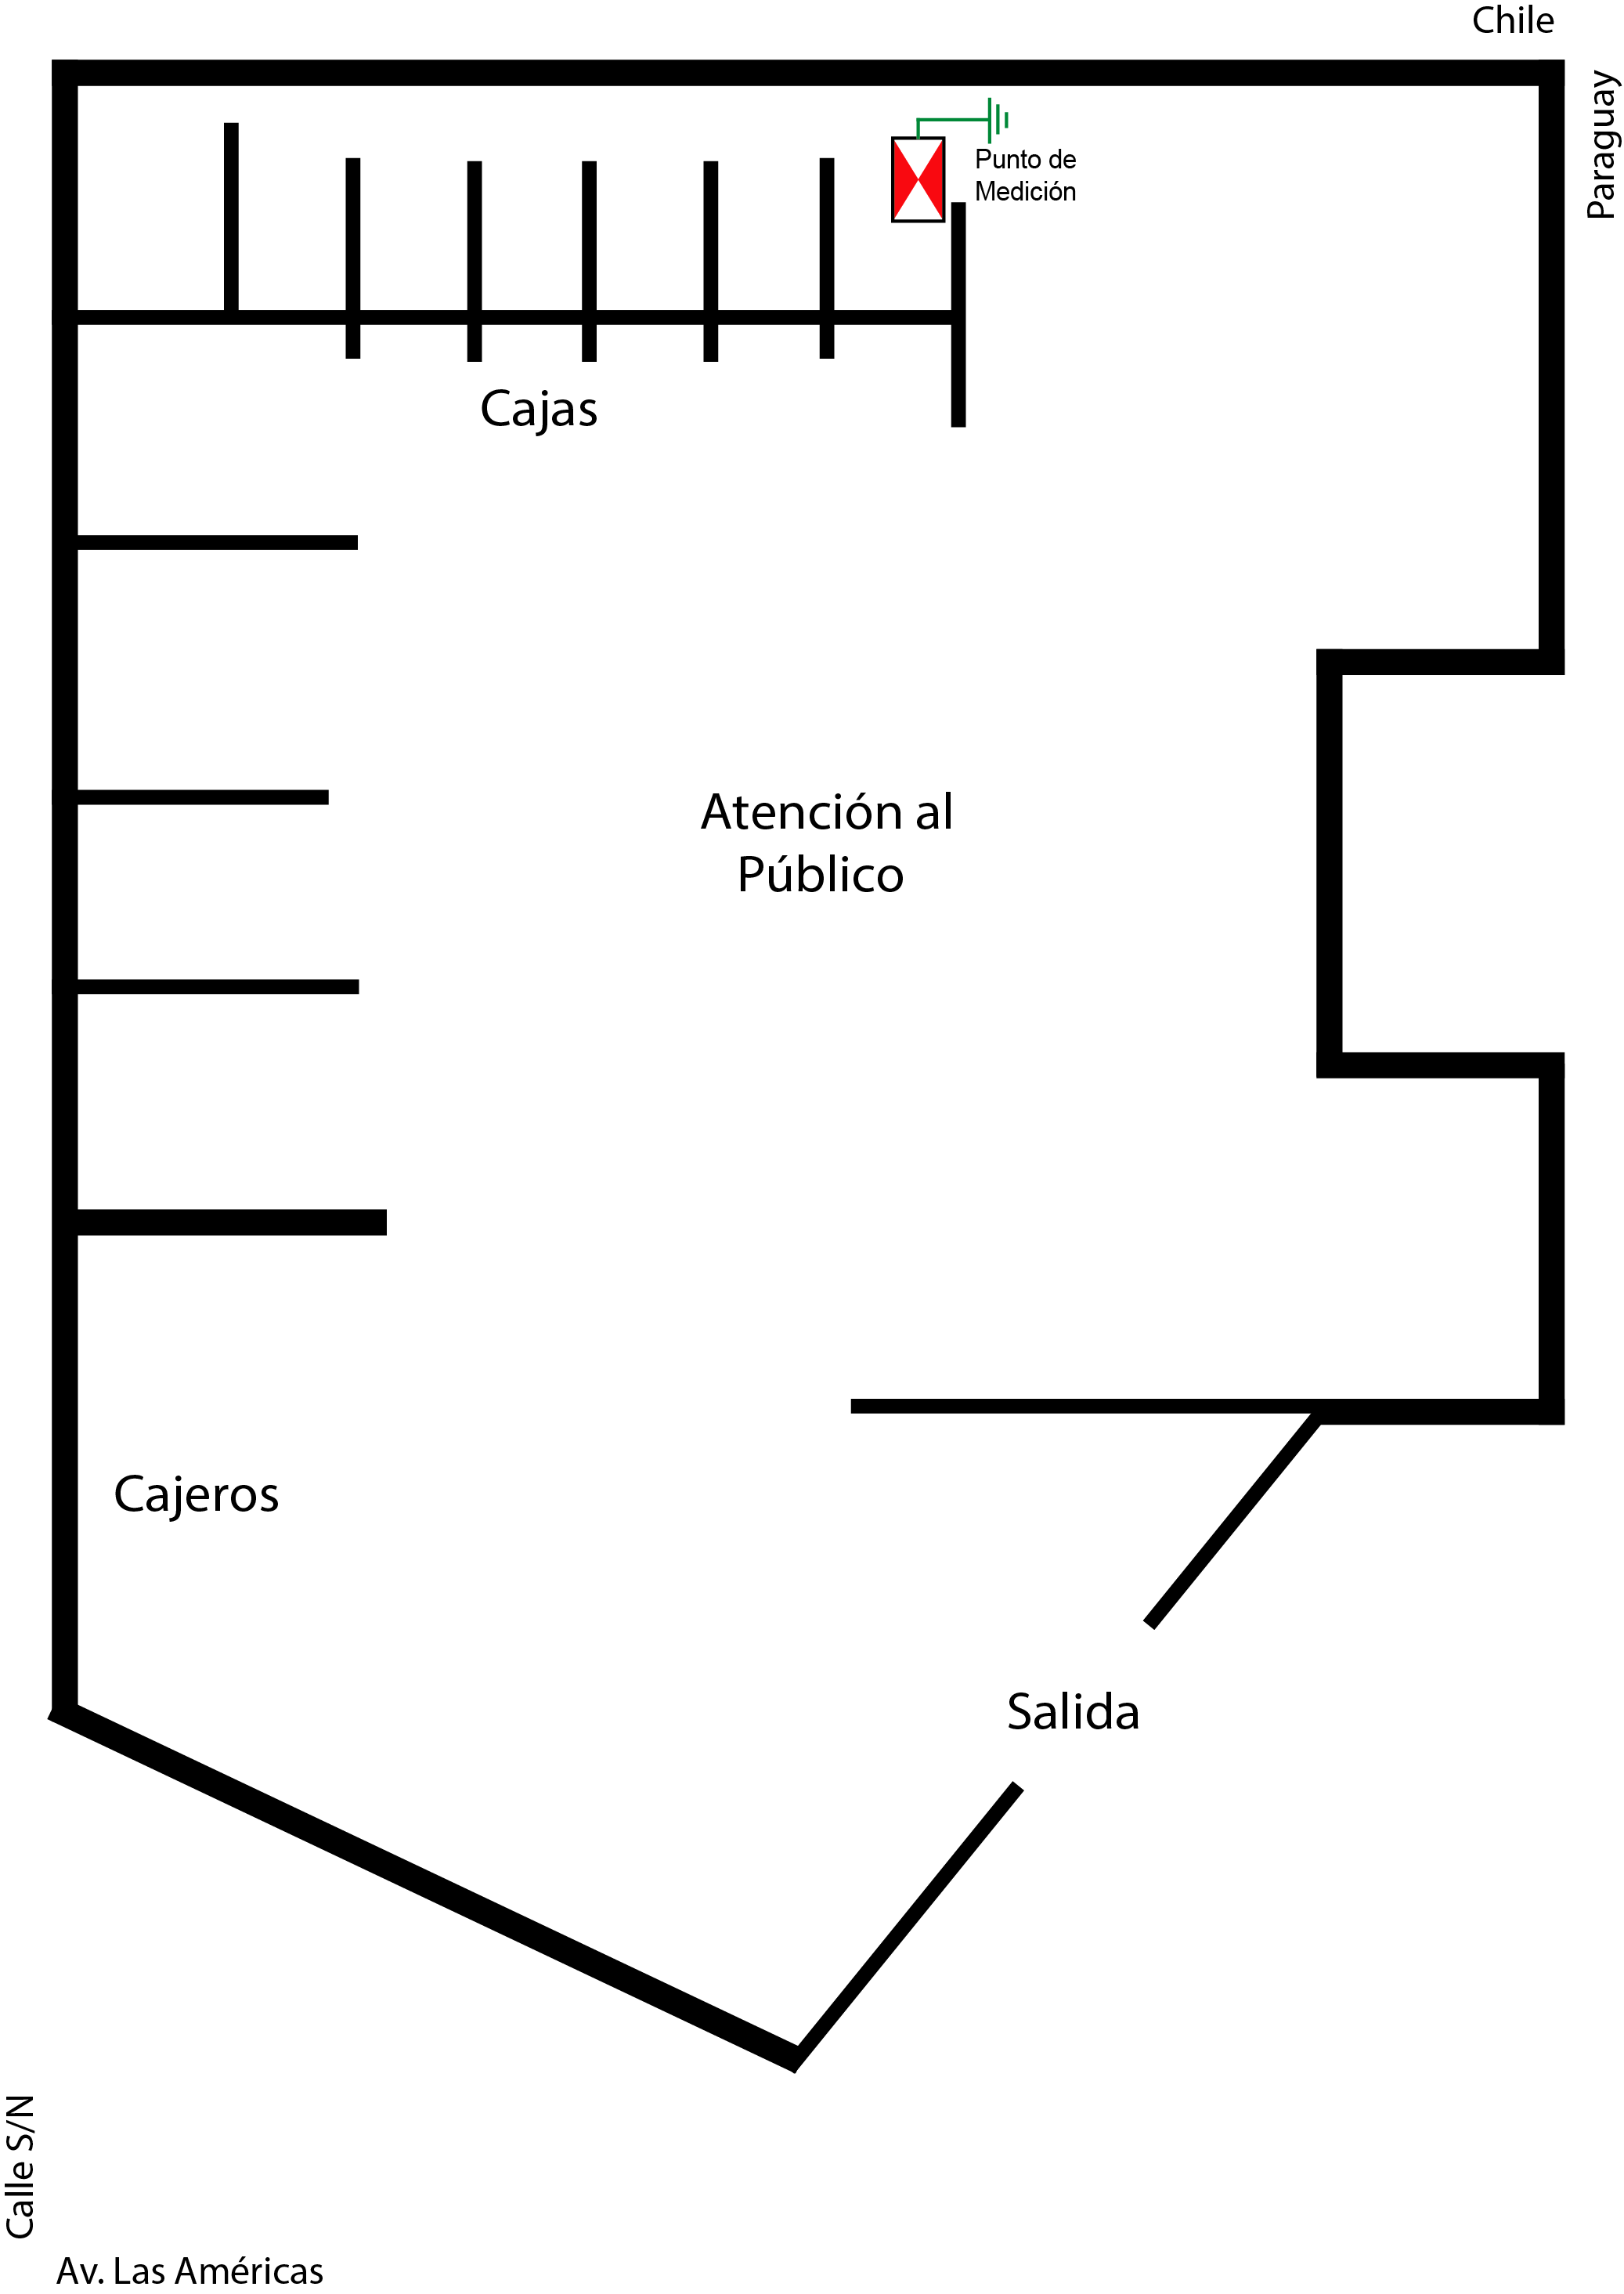 Chile
Paraguay
Punto de
Medición
Cajas
Atención al
Público
Cajeros
Salida
Calle S/N
Av. Las Américas